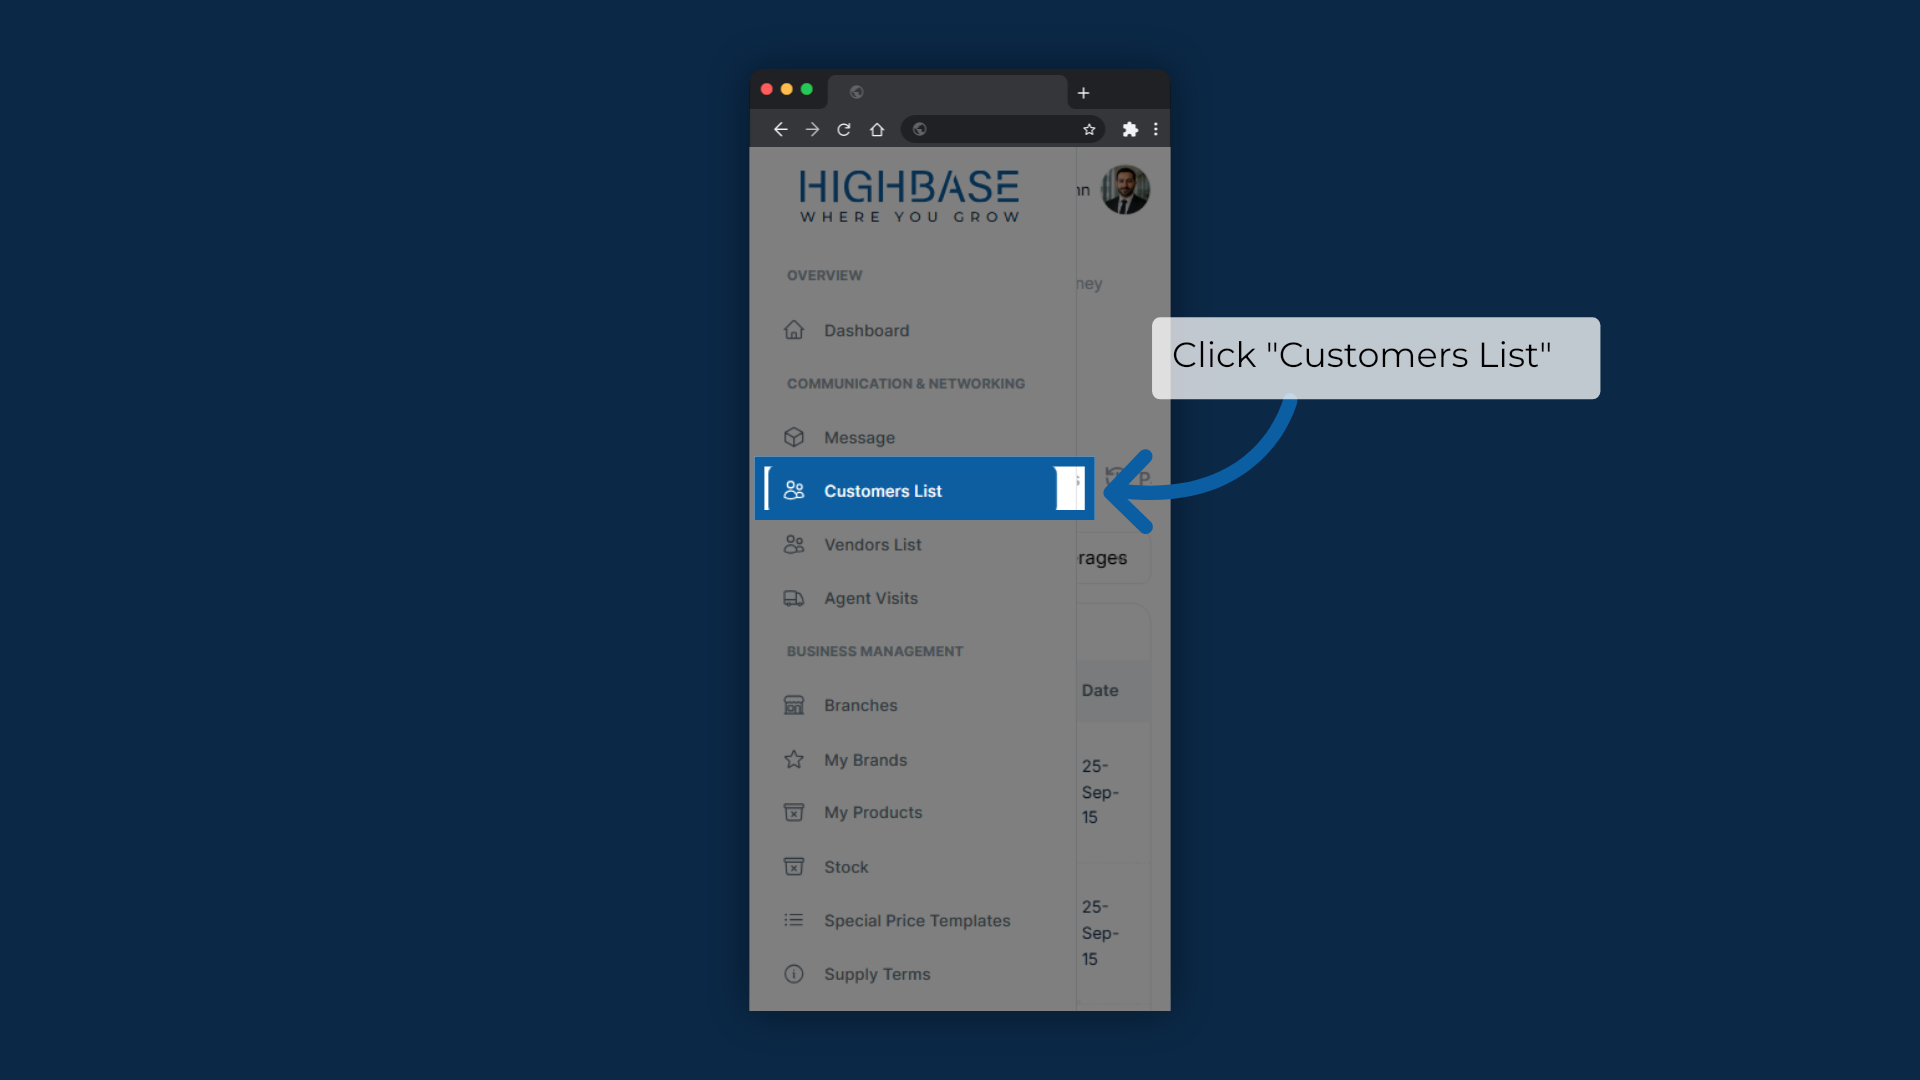 HIGHBASE
WHERE YOU GROW
OVERVIEW
Dashboard
COMMUNICATION & NETWORKING
Message
Customers List
Vendors List
Agent Visits
BUSINESS MANAGEMENT
Branches
My Brands
My Products
Stock
Special Price Templates
Supply Terms
nn
ney
Click "Customers List"
P
rages
Date
25-
Sep-
15
25-
Sep-
15